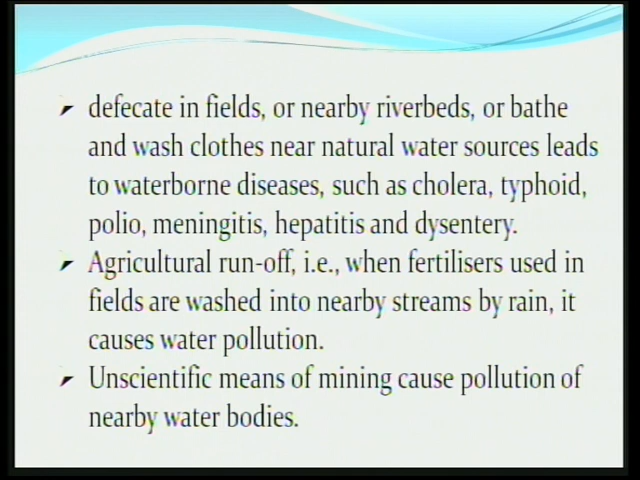 defecate in fields, or nearby riverbeds, or bathe
and wash clothes near natural water sources leads
to waterborne diseases, such as cholera, typhoid,
polio, meningitis, hepatitis and dysentery.
Agricultural run-off, i.e., when fertilisers used in
fields are washed into nearby streams by rain, it
causes water pollution.
Unscientific means of mining cause pollution of
nearby water bodies.